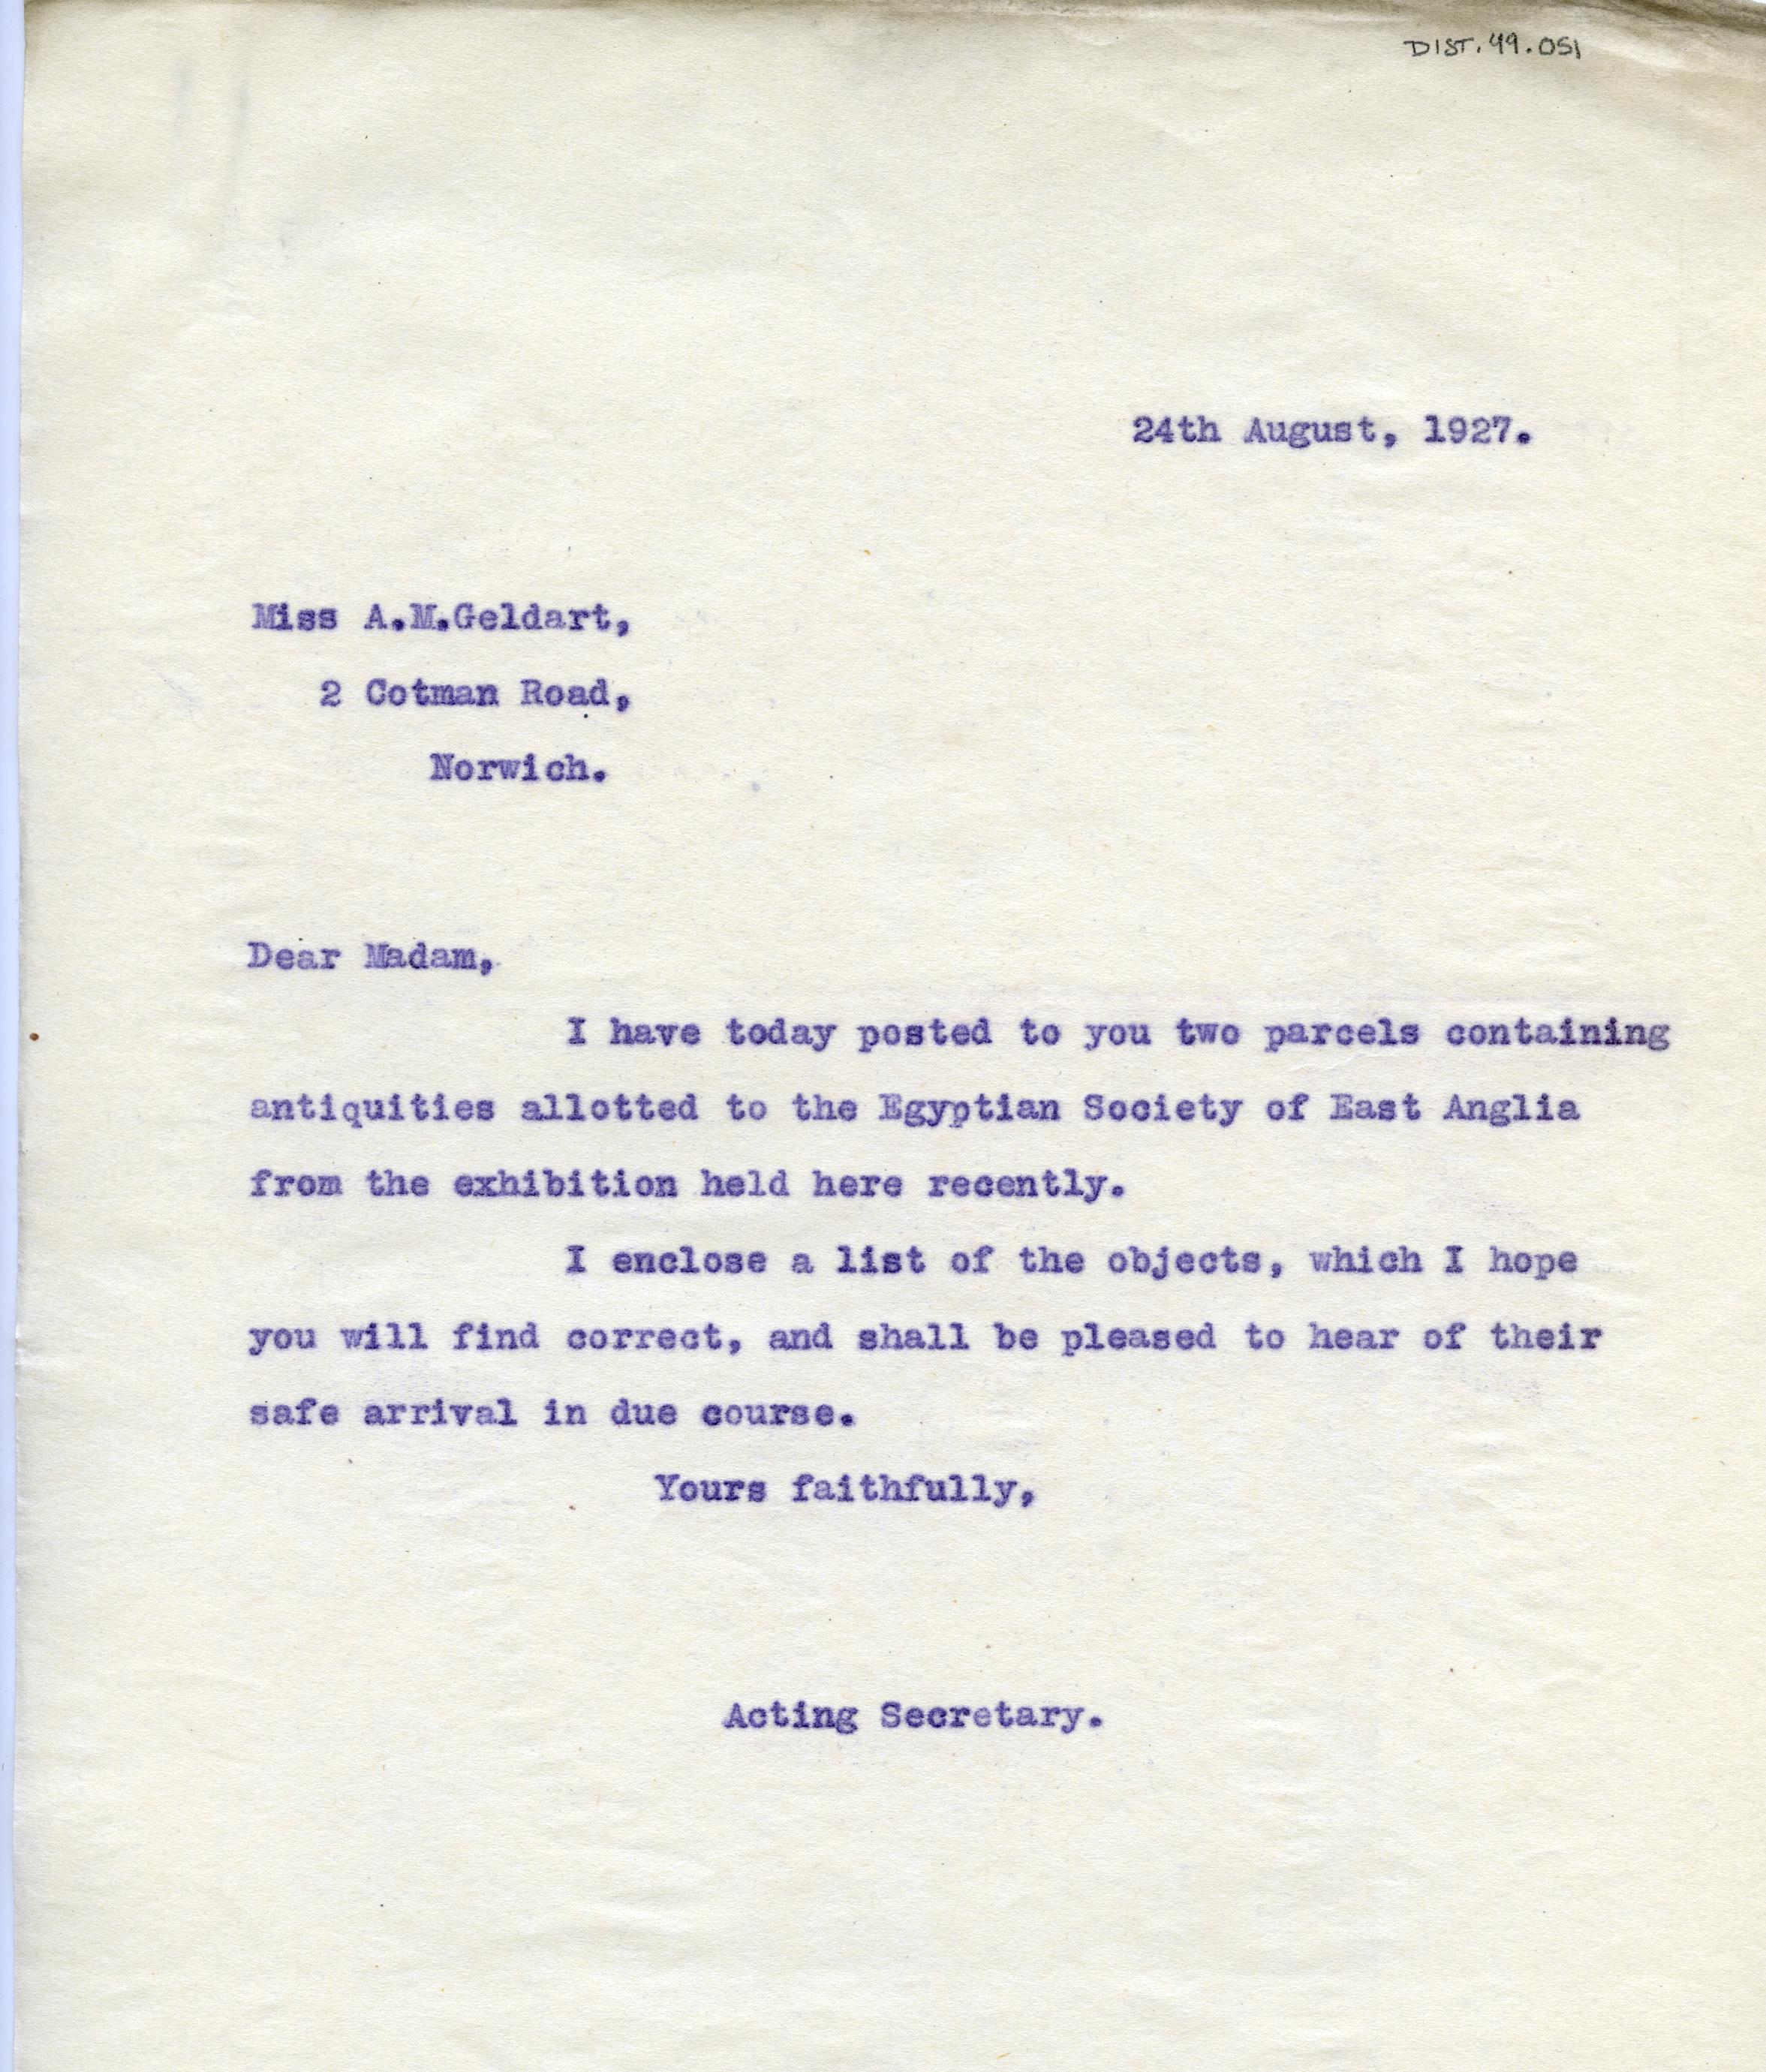 DIST.49.051
24th August, 1927.
Miss A.M.Geldart,
2 Cotman Road,
Norwich.
Dear Madam,
I have today posted to you two parcels containing
antiquities allotted to the Egyptian Society of East Anglia
from the exhibition held here recently.
I enclose a list of the objects, which I hope
you will find correct, and shall be pleased to hear of their
safe arrival in due course.
Yours faithfully,
Acting Secretary.